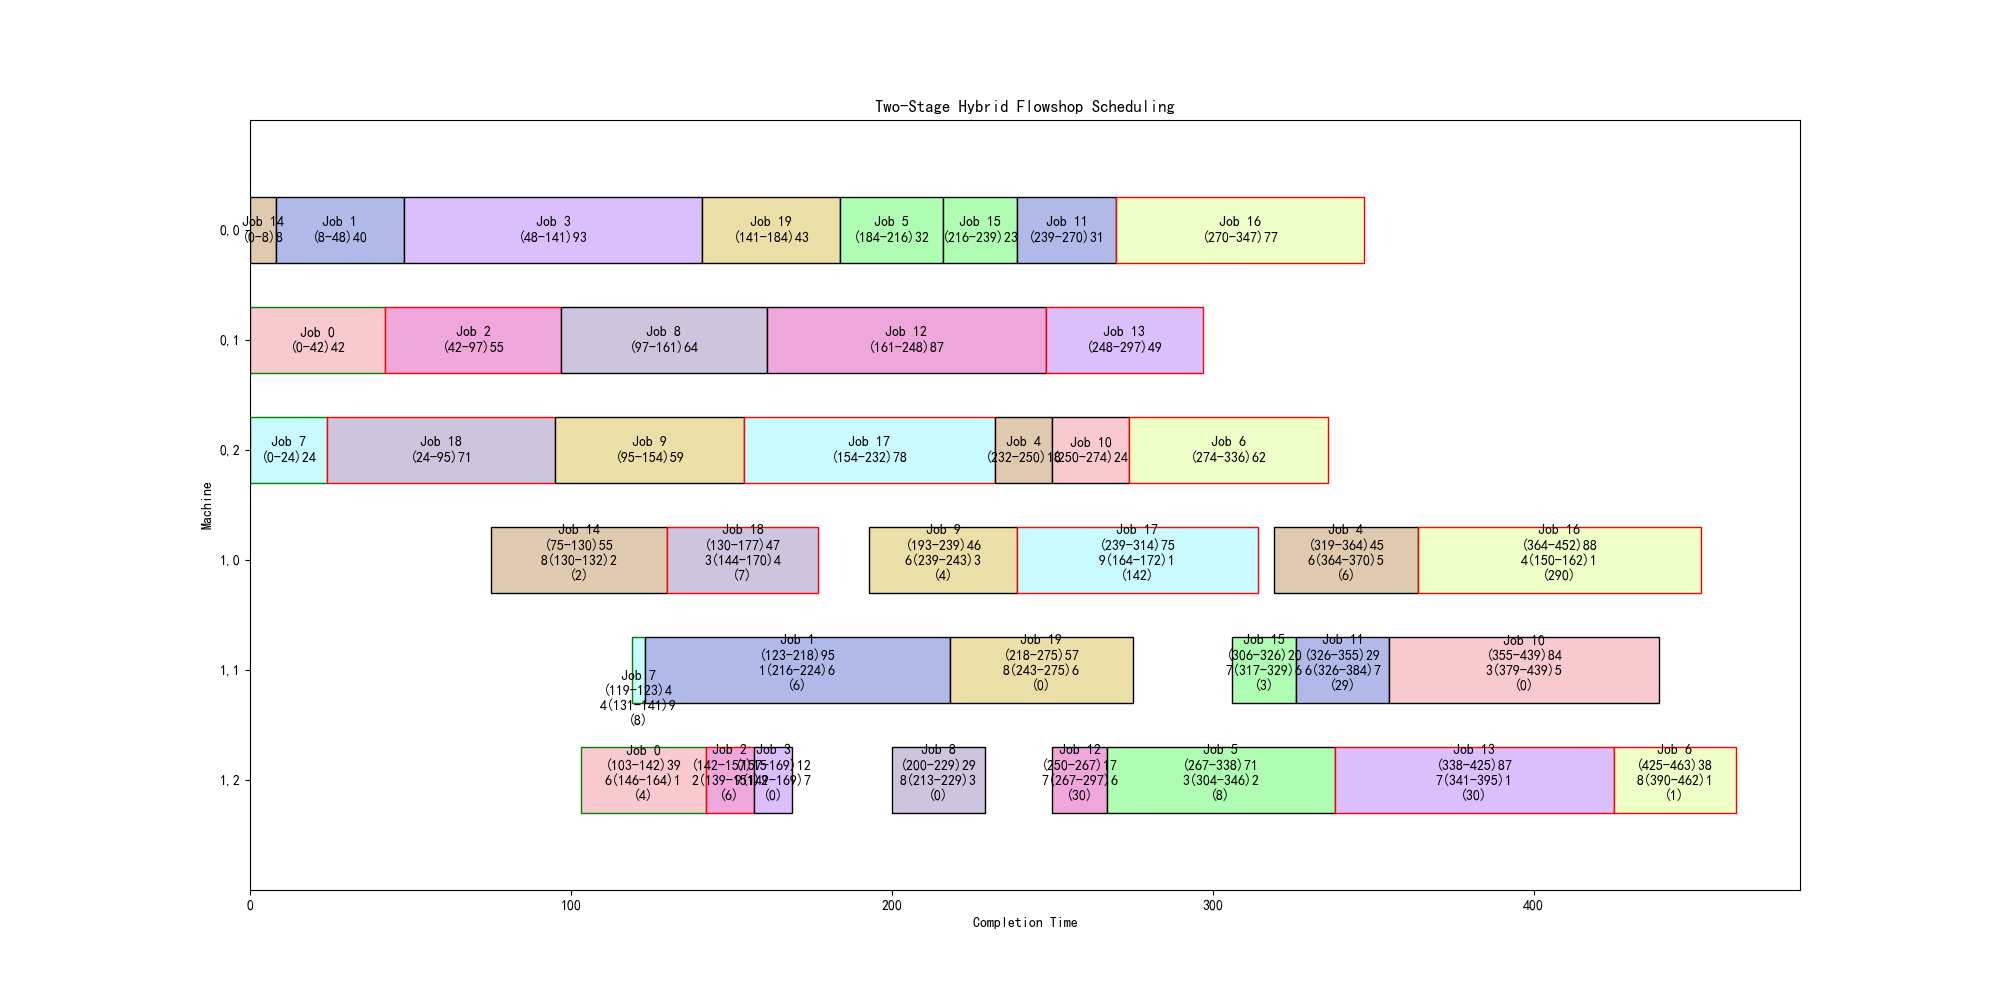 Two-Stage Hybrid Flowshop Scheduling
0,0
Job 14
(0-8)8
Job 1
(8-48)40
Job 3
(48-141)93
Job 19
(141-184)43
Job 5
(184-216)32
Job 15
(216-239)23
Job 11
(239-270)31
Job 16
(270-347)77
0,1
Job 0
(0-42)42
Job 2
(42-97)55
Job 8
(97-161)64
Job 12
(161-248)87
Job 13
(248-297)49
0,2
Job 7
(0-24)24
Job 18
(24-95)71
Job 9
(95-154)59
Job 17
(154-232)78
Job 4
(232-250)18
Job 10
(250-274)24
Job 6
(274-336)62
Machine
1,0
Job 14
(75-130)55
8(130-132)2
(2)
Job 18
(130-177)47
3(144-170)4
(7)
Job 9
(193-239)46
6(239-243)3
(4)
Job 17
(239-314)75
9(164-172)1
(142)
Job 4
(319-364)45
6(364-370)5
(6)
Job 16
(364-452)88
4(150-162)1
(290)
1,1
Job 7
(119-123)4
4(131-141)9
(8)
Job 1
(123-218)95
1(216-224)6
(6)
Job 19
(218-275)57
8(243-275)6
(0)
Job 15
(306-326)20
7(317-329)6
(3)
Job 11
(326-355)29
6(326-384)7
(29)
Job 10
(355-439)84
3(379-439)5
(0)
1,2
Job 0
(103-142)39
6(146-164)1
(4)
Job 2
(142-157)15
(6)
Job 3
(157-169)12
(0)
Job 8
(200-229)29
8(213-229)3
(0)
Job 12
(250-267)17
7(267-297)6
(30)
Job 5
(267-338)71
3(304-346)2
(8)
Job 13
(338-425)87
7(341-395)1
(30)
Job 6
(425-463)38
8(390-462)1
(1)
0
100
200
300
400
Completion Time